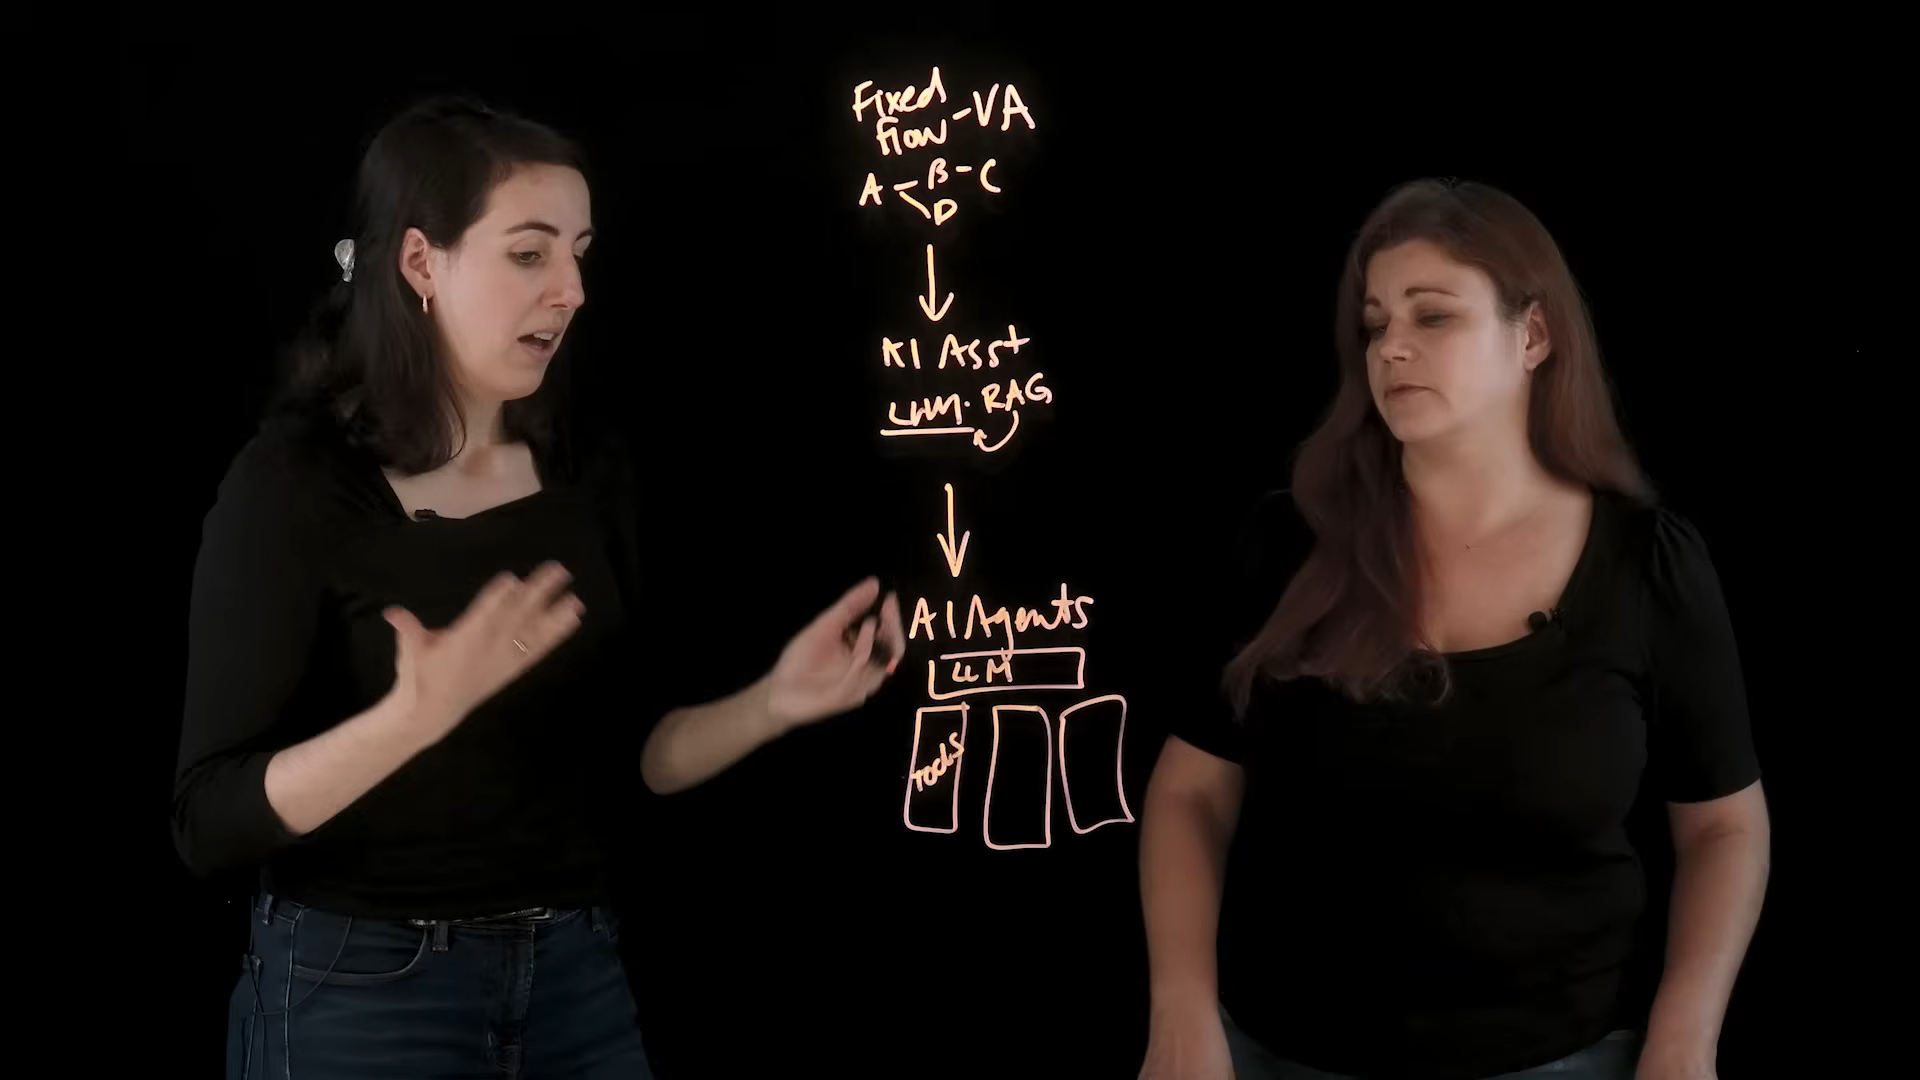 Fixed
Flow - VA
A - B - C
D
AI Asst
LLM. RAG
AI Agents
LLM
Tools